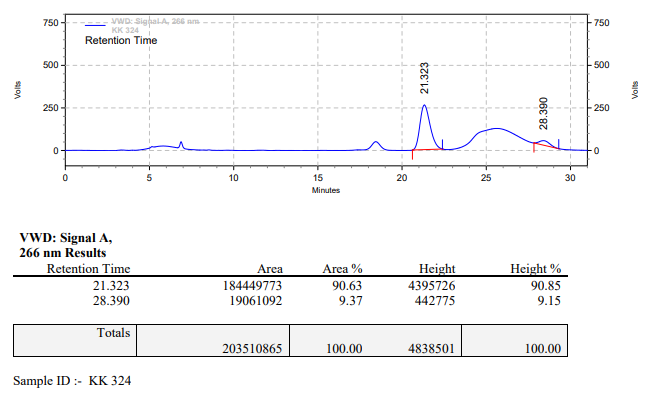 VWD: Signal A, 266 nm
KK 324
Retention Time
750
500
250
0
Volts
21.323
28.390
750
500
250
0
Volts
0 5 10 15 20 25 30
Minutes
VWD: Signal A,
266 nm Results
Retention Time Area Area % Height Height %
21.323 184449773 90.63 4395726 90.85
28.390 19061092 9.37 442775 9.15
Totals
203510865 100.00 4838501 100.00
Sample ID :- KK 324